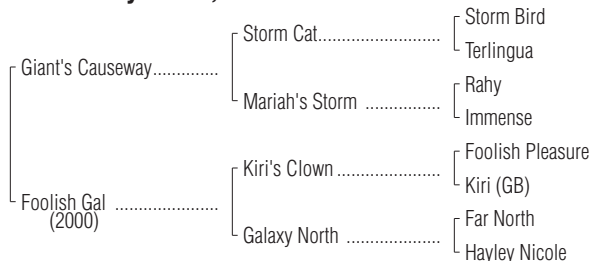 Storm Bird
Storm Cat....................
Terlingua
Giant's Causeway..............
Rahy
Mariah's Storm ................
Immense
Foolish Pleasure
Kiri's Clown ......................
Kiri (GB)
Foolish Gal ......................
(2000)
Far North
Galaxy North ....................
Hayley Nicole